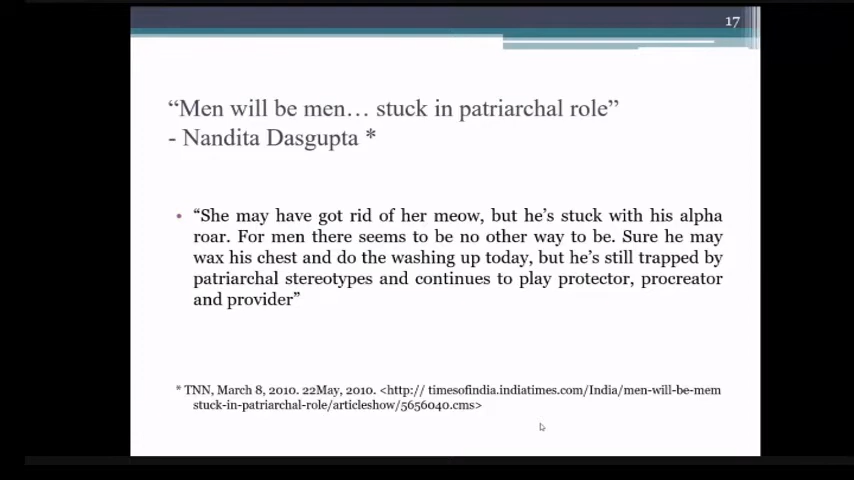 17
“Men will be men… stuck in patriarchal role”
- Nandita Dasgupta *
• “She may have got rid of her meow, but he’s stuck with his alpha
roar. For men there seems to be no other way to be. Sure he may
wax his chest and do the washing up today, but he’s still trapped by
patriarchal stereotypes and continues to play protector, procreator
and provider”
* TNN, March 8, 2010. 22May, 2010. <http:// timesofindia.indiatimes.com/India/men-will-be-mem
stuck-in-patriarchal-role/articleshow/5656040.cms>